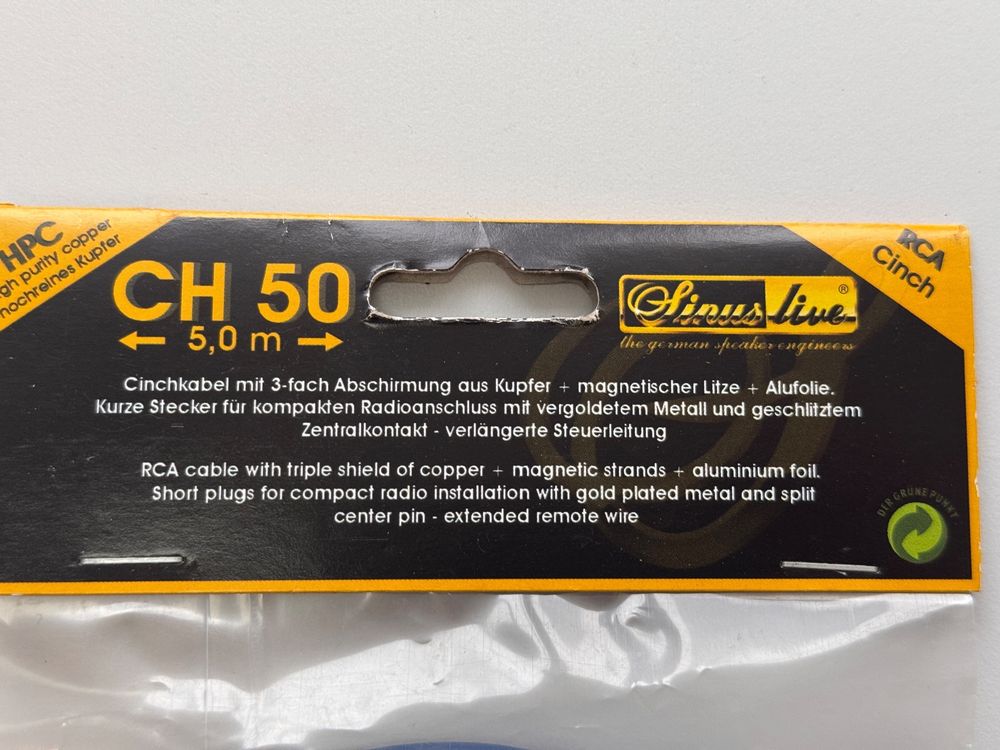 HPC
high purity copper
hochreines Kupfer
CH 50
5,0 m
Sinus live ®
the german speaker engineers
RCA
Cinch
Cinchkabel mit 3-fach Abschirmung aus Kupfer + magnetischer Litze + Alufolie.
Kurze Stecker für kompakten Radioanschluss mit vergoldetem Metall und geschlitztem
Zentralkontakt - verlängerte Steuerleitung
RCA cable with triple shield of copper + magnetic strands + aluminium foil.
Short plugs for compact radio installation with gold plated metal and split
center pin - extended remote wire
DER GRÜNE PUNKT